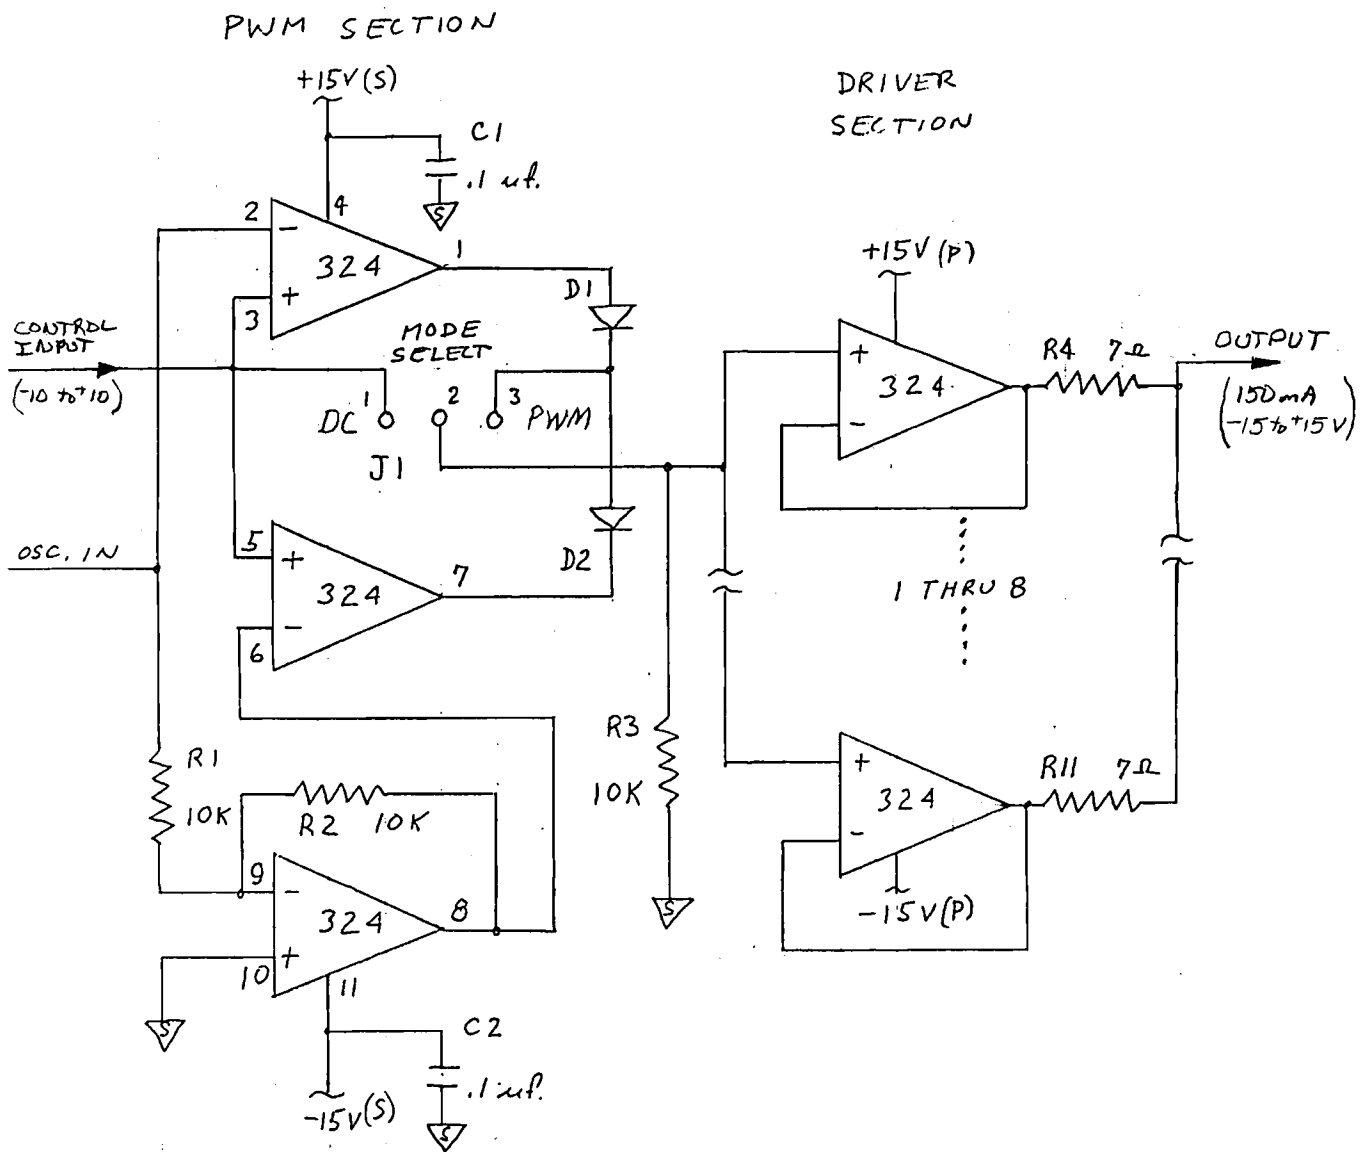 PWM SECTION
+15V(S)
DRIVER
SECTION
C1
.1 uf.
S
2
4
-
324
1
+
3
D1
+15V(P)
CONTROL
INPUT
(-10 to +10)
MODE
SELECT
1
2
3
DC
PWM
J1
+
324
-
R4 7Ω
OUTPUT
(150mA
-15 to +15V)
OSC. IN
5
+
324
7
-
6
D2
1 THRU 8
R1
10K
R2 10K
R3
10K
S
+
324
-
R11 7Ω
-15V(P)
9
-
324
8
+
10
11
S
C2
.1 uf.
-15V(S)
S